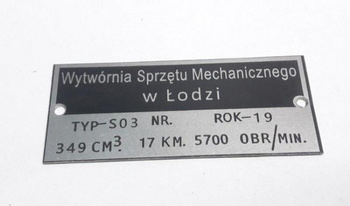 Wytwórnia Sprzętu Mechanicznego
w Łodzi
TYP-S03 NR. ROK-19
349 CM³. 17 KM. 5700 OBR/MIN.